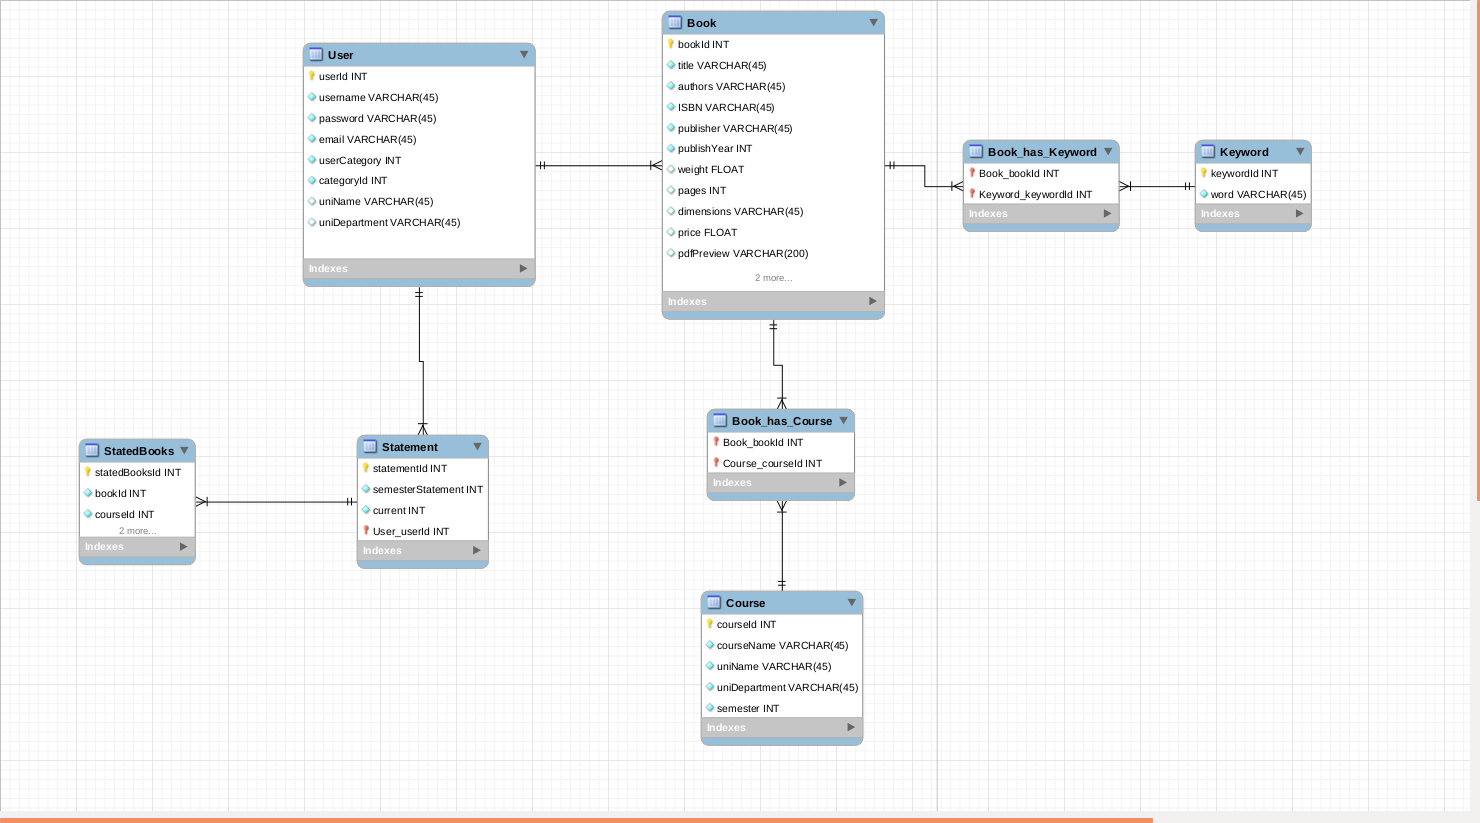 User
userId INT
username VARCHAR(45)
password VARCHAR(45)
email VARCHAR(45)
userCategory INT
categoryId INT
uniName VARCHAR(45)
uniDepartment VARCHAR(45)
Indexes
Book
bookId INT
title VARCHAR(45)
authors VARCHAR(45)
ISBN VARCHAR(45)
publisher VARCHAR(45)
publishYear INT
weight FLOAT
pages INT
dimensions VARCHAR(45)
price FLOAT
pdfPreview VARCHAR(200)
2 more...
Indexes
Book_has_Keyword
Book_bookId INT
Keyword_keywordId INT
Indexes
Keyword
keywordId INT
word VARCHAR(45)
Indexes
StatedBooks
statedBooksId INT
bookId INT
courseId INT
2 more...
Indexes
Statement
statementId INT
semesterStatement INT
current INT
User_userId INT
Indexes
Book_has_Course
Book_bookId INT
Course_courseId INT
Indexes
Course
courseId INT
courseName VARCHAR(45)
uniName VARCHAR(45)
uniDepartment VARCHAR(45)
semester INT
Indexes